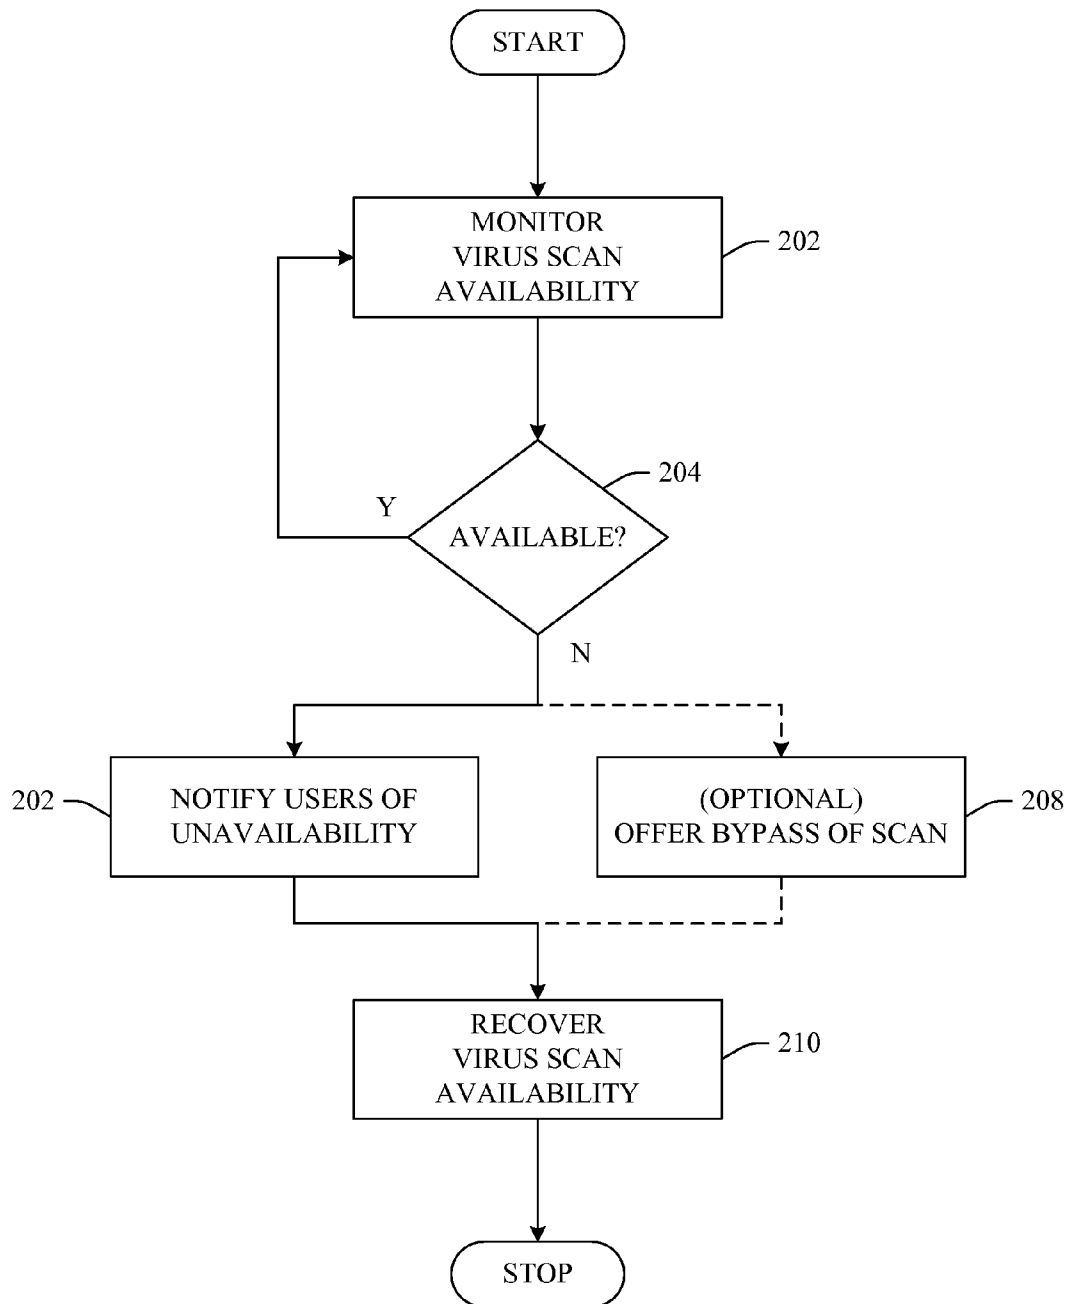 START
MONITOR
VIRUS SCAN
AVAILABILITY
202
204
Y
AVAILABLE?
N
202
NOTIFY USERS OF
UNAVAILABILITY
(OPTIONAL)
OFFER BYPASS OF SCAN
208
RECOVER
VIRUS SCAN
AVAILABILITY
210
STOP